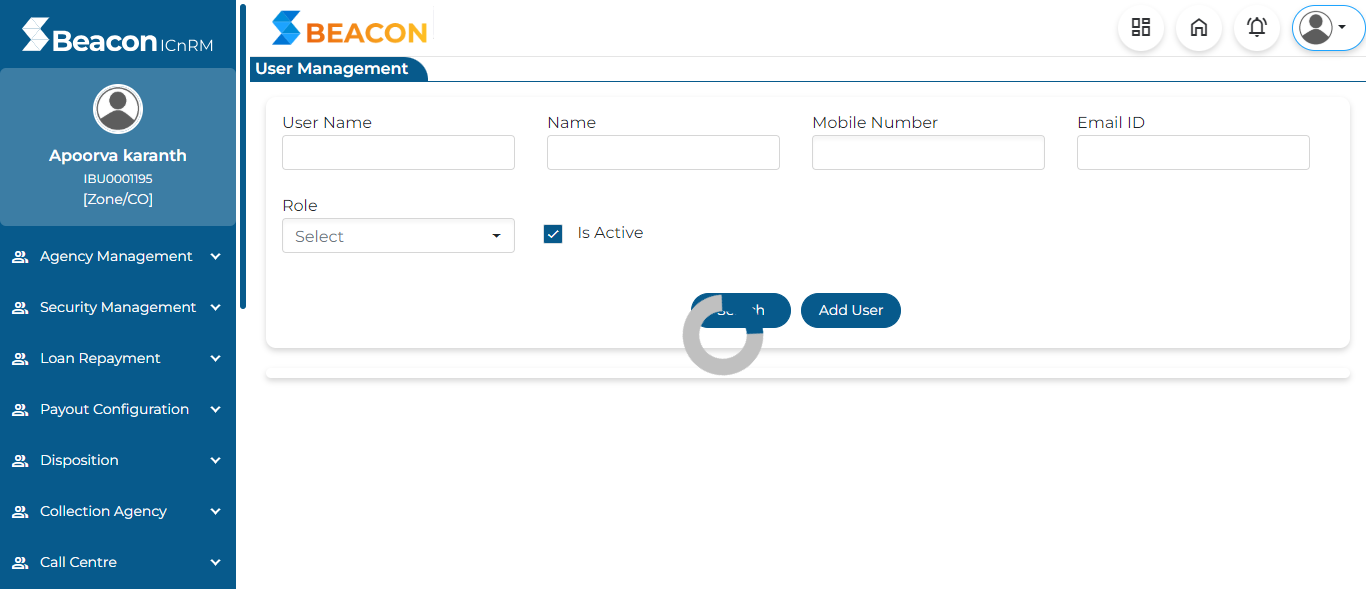 Beacon ICnRM
BEACON
User Management
Apoorva karanth
IBU0001195
[Zone/CO]
Agency Management
Security Management
Loan Repayment
Payout Configuration
Disposition
Collection Agency
Call Centre
User Name
Name
Mobile Number
Email ID
Role
Select
Is Active
Add User